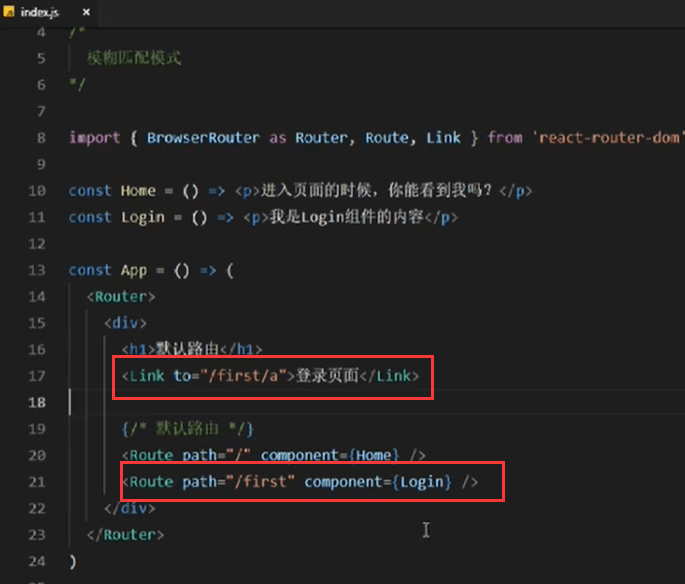 index.js ×
4 /*
5 模糊匹配模式
6 */
7
8 import { BrowserRouter as Router, Route, Link } from 'react-router-dom'
9
10 const Home = () => <p>进入页面的时候，你能看到我吗？</p>
11 const Login = () => <p>我是Login组件的内容</p>
12
13 const App = () => (
14 <Router>
15 <div>
16 <h1>默认路由</h1>
17 <Link to="/first/a">登录页面</Link>
18
19 {/* 默认路由 */}
20 <Route path="/" component={Home} />
21 <Route path="/first" component={Login} />
22 </div>
23 </Router>
24 )